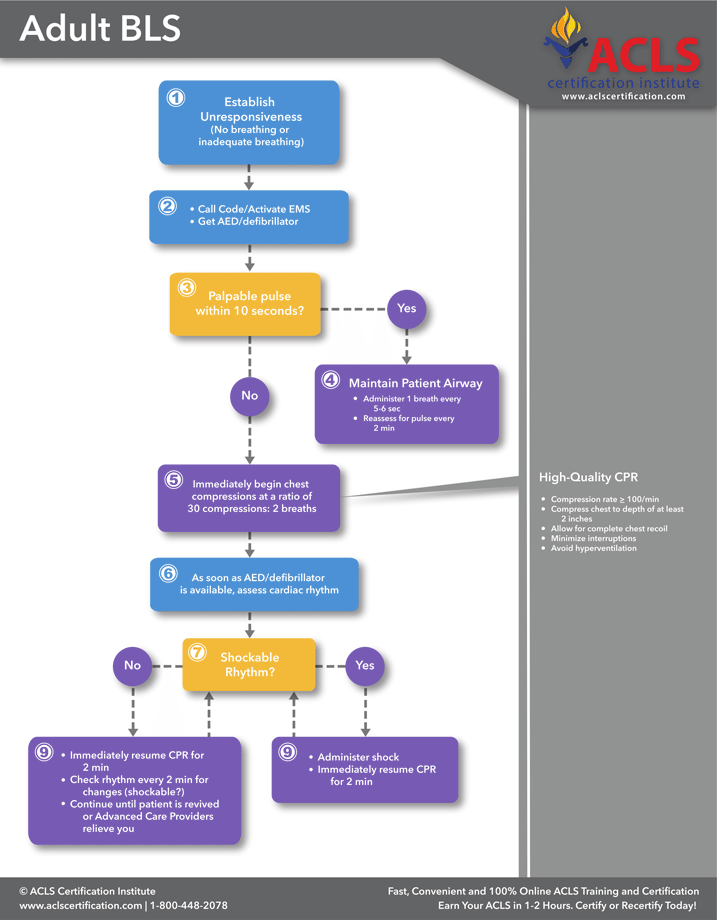 Adult BLS
ACLS
certification institute
www.aclscertification.com
1
Establish
Unresponsiveness
(No breathing or
inadequate breathing)
2
• Call Code/Activate EMS
• Get AED/defibrillator
3
Palpable pulse
within 10 seconds?
Yes
4
Maintain Patient Airway
• Administer 1 breath every
5-6 sec
• Reassess for pulse every
2 min
No
5
Immediately begin chest
compressions at a ratio of
30 compressions: 2 breaths
High-Quality CPR
• Compression rate ≥ 100/min
• Compress chest to depth of at least
2 inches
• Allow for complete chest recoil
• Minimize interruptions
• Avoid hyperventilation
6
As soon as AED/defibrillator
is available, assess cardiac rhythm
7
Shockable
Rhythm?
No
Yes
9
• Immediately resume CPR for
2 min
• Check rhythm every 2 min for
changes (shockable?)
• Continue until patient is revived
or Advanced Care Providers
relieve you
9
• Administer shock
• Immediately resume CPR
for 2 min
© ACLS Certification Institute
www.aclscertification.com | 1-800-448-2078
Fast, Convenient and 100% Online ACLS Training and Certification
Earn Your ACLS in 1-2 Hours. Certify or Recertify Today!